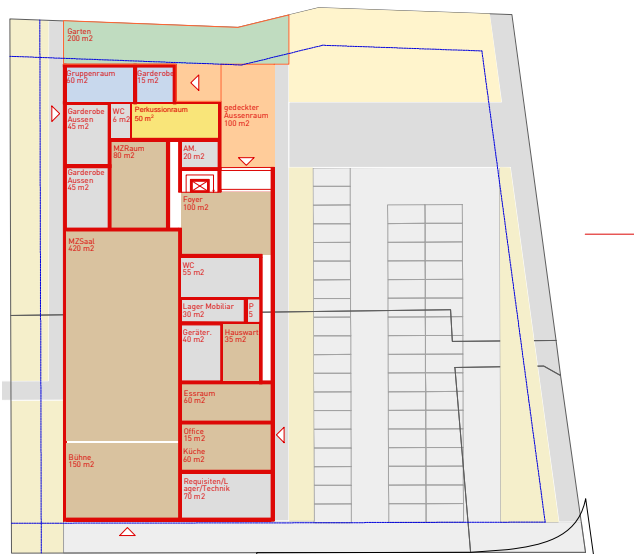 Garten
200 m2
Gruppenraum
60 m2
Garderobe
15 m2
Garderobe
Aussen
45 m2
WC
6 m2
Perkussionraum
50 m²
gedeckter
Aussenraum
100 m2
MZRaum
80 m2
AM.
20 m2
Garderobe
Aussen
45 m2
Foyer
100 m2
MZSaal
420 m2
WC
55 m2
Lager Mobiliar
30 m2
P
5
Geräter.
40 m2
Hauswart
35 m2
Essraum
60 m2
Office
15 m2
Küche
60 m2
Bühne
150 m2
Requisiten/L
ager/Technik
70 m2